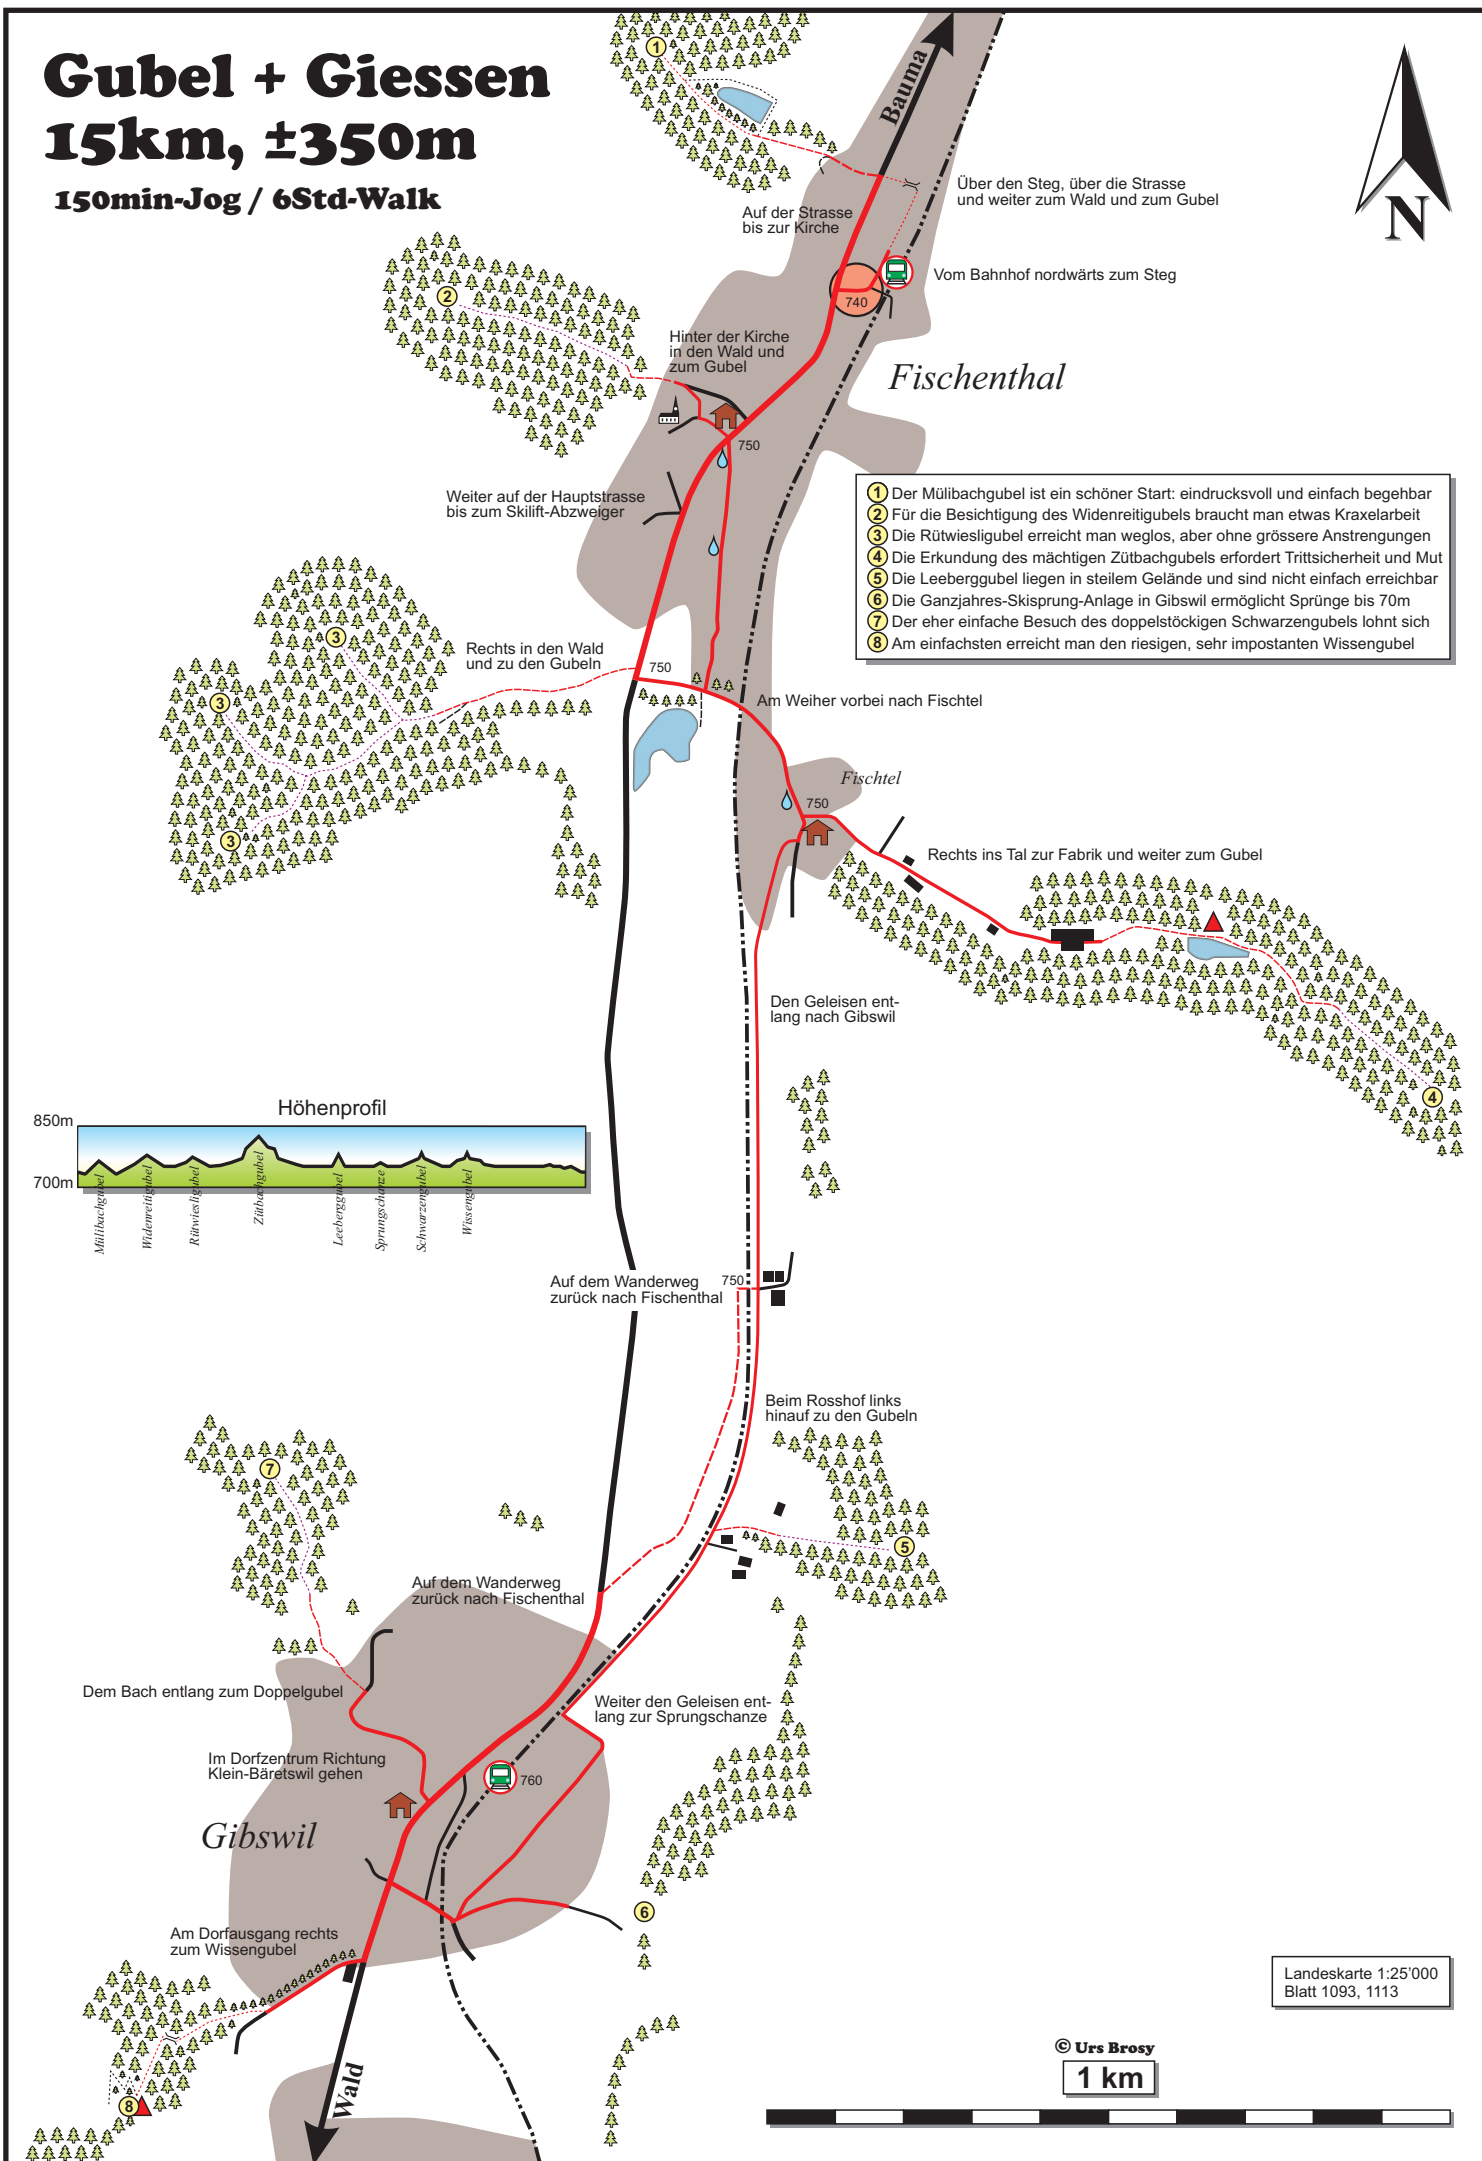 Gubel + Giessen
15km, ±350m
150min-Jog / 6Std-Walk
Bauma
N
Über den Steg, über die Strasse
und weiter zum Wald und zum Gubel
Auf der Strasse
bis zur Kirche
Vom Bahnhof nordwärts zum Steg
740
Hinter der Kirche
in den Wald und
zum Gubel
Fischenthal
750
Weiter auf der Hauptstrasse
bis zum Skilift-Abzweiger
1 Der Mülibachgubel ist ein schöner Start: eindrucksvoll und einfach begehbar
2 Für die Besichtigung des Widenreitigubels braucht man etwas Kraxelarbeit
3 Die Rütwiesligubel erreicht man weglos, aber ohne grössere Anstrengungen
4 Die Erkundung des mächtigen Zütbachgubels erfordert Trittsicherheit und Mut
5 Die Leeberggubel liegen in steilem Gelände und sind nicht einfach erreichbar
6 Die Ganzjahres-Skisprung-Anlage in Gibswil ermöglicht Sprünge bis 70m
7 Der eher einfache Besuch des doppelstöckigen Schwarzengubels lohnt sich
8 Am einfachsten erreicht man den riesigen, sehr impostanten Wissengubel
1
2
3
3
3
Rechts in den Wald
und zu den Gubeln
750
Am Weiher vorbei nach Fischtel
Fischtel
750
Rechts ins Tal zur Fabrik und weiter zum Gubel
4
Den Geleisen ent-
lang nach Gibswil
Höhenprofil
850m
700m
Mülibachgubel
Widenreitigubel
Rütwiesligubel
Zütbachgubel
Leeberggubel
Sprungschanze
Schwarzengubel
Wissengubel
Auf dem Wanderweg
zurück nach Fischenthal
750
Beim Rosshof links
hinauf zu den Gubeln
7
5
Auf dem Wanderweg
zurück nach Fischenthal
Dem Bach entlang zum Doppelgubel
Weiter den Geleisen ent-
lang zur Sprungschanze
Im Dorfzentrum Richtung
Klein-Bäretswil gehen
760
Gibswil
6
Am Dorfausgang rechts
zum Wissengubel
8
Wald
Landeskarte 1:25'000
Blatt 1093, 1113
© Urs Brosy
1 km